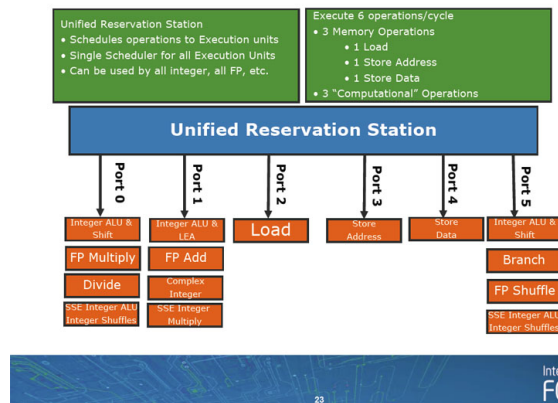 Unified Reservation Station
• Schedules operations to Execution units
• Single Scheduler for all Execution Units
• Can be used by all integer, all FP, etc.
Execute 6 operations/cycle
• 3 Memory Operations
• 1 Load
• 1 Store Address
• 1 Store Data
• 3 “Computational” Operations
Unified Reservation Station
Port 0
Port 1
Port 2
Port 3
Port 4
Port 5
Integer ALU &
Shift
FP Multiply
Divide
SSE Integer ALU
Integer Shuffles
Integer ALU &
LEA
FP Add
Complex
Integer
SSE Integer
Multiply
Load
Store
Address
Store
Data
Integer ALU &
Shift
Branch
FP Shuffle
SSE Integer ALU
Integer Shuffles
23